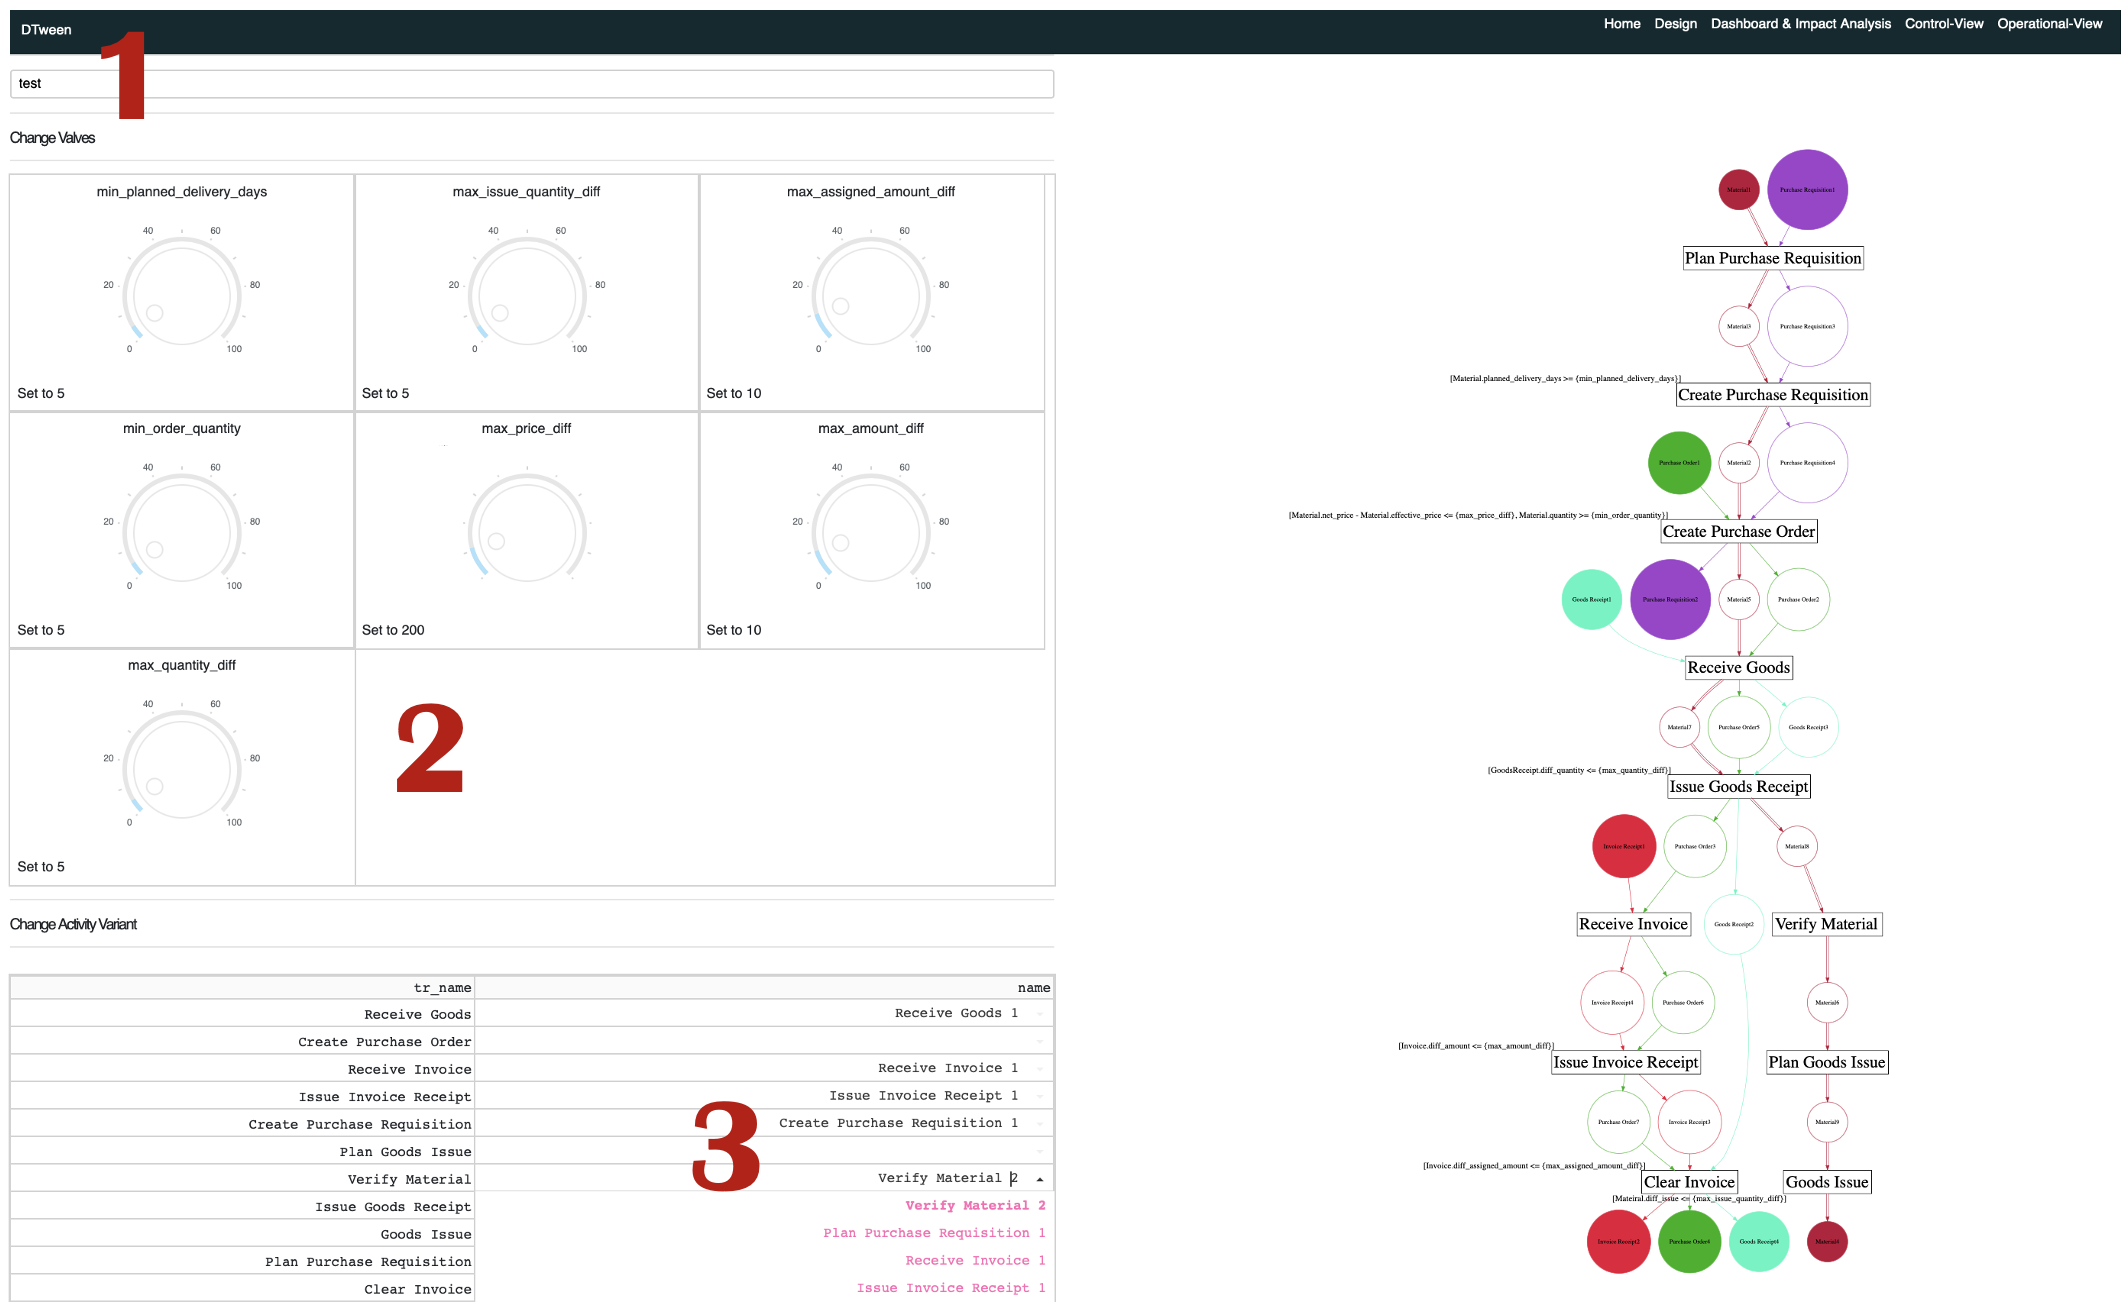 DTween
Home Design Dashboard & Impact Analysis Control-View Operational-View
1
test
Change Valves
min_planned_delivery_days
0 20 40 60 80 100
Set to 5
max_issue_quantity_diff
0 20 40 60 80 100
Set to 5
max_assigned_amount_diff
0 20 40 60 80 100
Set to 10
min_order_quantity
0 20 40 60 80 100
Set to 5
max_price_diff
Set to 200
max_amount_diff
0 20 40 60 80 100
Set to 10
max_quantity_diff
0 20 40 60 80 100
Set to 5
2
Change Activity Variant
tr_name name
Receive Goods Receive Goods 1
Create Purchase Order
Receive Invoice Receive Invoice 1
Issue Invoice Receipt Issue Invoice Receipt 1
Create Purchase Requisition Create Purchase Requisition 1
Plan Goods Issue
Verify Material Verify Material 2
Issue Goods Receipt Verify Material 2
Goods Issue Plan Purchase Requisition 1
Plan Purchase Requisition Receive Invoice 1
Clear Invoice Issue Invoice Receipt 1
3
Material1 Purchase Requisition1
Plan Purchase Requisition
Material3 Purchase Requisition3
[Material.planned_delivery_days >= {min_planned_delivery_days}]
Create Purchase Requisition
Purchase Order1 Material2 Purchase Requisition4
[Material.net_price - Material.effective_price <= {max_price_diff}, Material.quantity >= {min_order_quantity}]
Create Purchase Order
Goods Receipt1 Purchase Requisition2 Material5 Purchase Order2
Receive Goods
Material7 Purchase Order5 Goods Receipt3
[GoodsReceipt.diff_quantity <= {max_quantity_diff}]
Issue Goods Receipt
Invoice Receipt1 Purchase Order3 Material8
Receive Invoice Goods Receipt2 Verify Material
Invoice Receipt4 Purchase Order6 Material6
[Invoice.diff_amount <= {max_amount_diff}]
Issue Invoice Receipt Plan Goods Issue
Purchase Order7 Invoice Receipt3 Material9
[Invoice.diff_assigned_amount <= {max_assigned_amount_diff}]
Clear Invoice Goods Issue
[Mateiral.diff_issue <= {max_issue_quantity_diff}]
Invoice Receipt2 Purchase Order4 Goods Receipt4 Material4